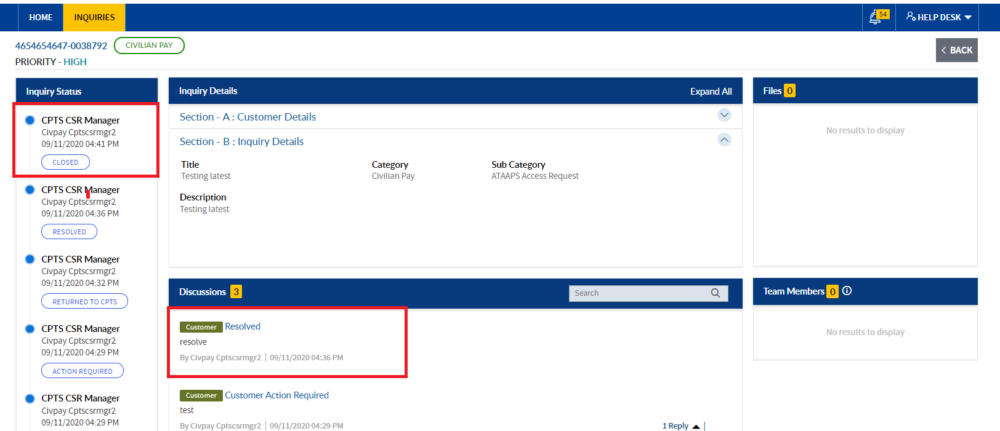 HOME
INQUIRIES
54
HELP DESK
4654654647-0038792
CIVILIAN PAY
PRIORITY - HIGH
BACK
Inquiry Status
CPTS CSR Manager
Civpay Cptscsrmgr2
09/11/2020 04:41 PM
CLOSED
CPTS CSR Manager
Civpay Cptscsrmgr2
09/11/2020 04:36 PM
RESOLVED
CPTS CSR Manager
Civpay Cptscsrmgr2
09/11/2020 04:32 PM
RETURNED TO CPTS
CPTS CSR Manager
Civpay Cptscsrmgr2
09/11/2020 04:29 PM
ACTION REQUIRED
CPTS CSR Manager
Civpay Cptscsrmgr2
09/11/2020 04:29 PM
Inquiry Details
Expand All
Section - A : Customer Details
Section - B : Inquiry Details
Title
Testing latest
Category
Civilian Pay
Sub Category
ATAAPS Access Request
Description
Testing latest
Discussions 3
Search
Customer Resolved
resolve
By Civpay Cptscsrmgr2 | 09/11/2020 04:36 PM
Customer Customer Action Required
test
By Civpay Cptscsrmgr2 | 09/11/2020 04:29 PM
1 Reply
Files 0
No results to display
Team Members 0
No results to display